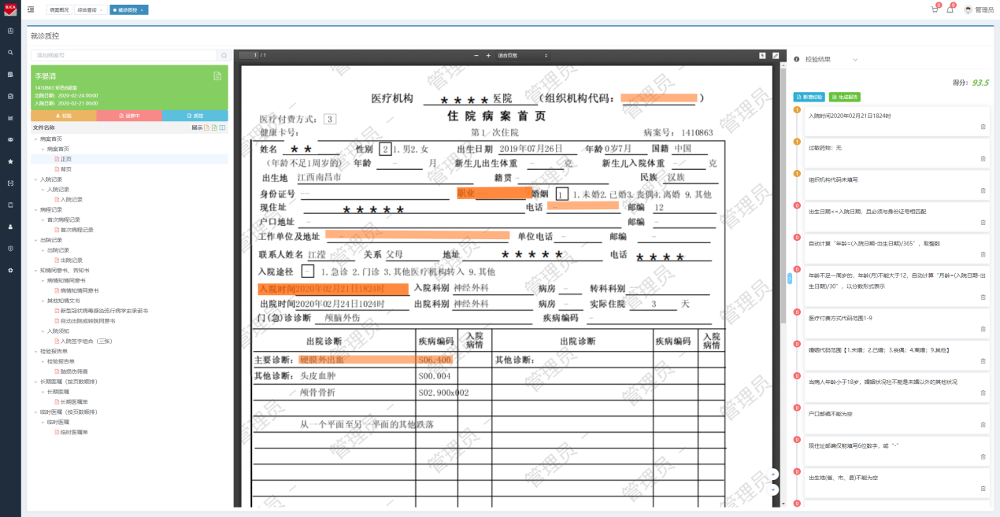 BJCA
病案概况 综合查询 就诊质控
管理员
就诊质控
1 / 1
适合页宽
校验结果
李晏清
1410863
出院日期：2020-02-24 00:00
入院日期：2020-02-21 00:00
得分：93.5
新增校验 生成报告
校验 返修中 质控
文件名称 展示
病案首页
病案首页
正页
背页
入院记录
入院记录
入院记录
病程记录
首次病程记录
首次病程记录
出院记录
出院记录
出院记录
知情同意书、告知书
病情知情同意书
病情知情同意书
其他知情文书
新型冠状病毒感染流行病学史承诺书
自动出院或转院同意书
入院须知
入院签字组合（三张）
检验报告单
检验报告单
脑损伤筛查
长期医嘱（按页数顺排）
长期医嘱
长期医嘱单
临时医嘱（按页数顺排）
临时医嘱
临时医嘱单
医疗机构 ＊＊＊＊医院 （组织机构代码： ）
医疗付费方式： 3
住院病案首页
健康卡号： 第1 次住院 病案号： 1410863
姓名 ＊＊ 性别 2 1. 男2. 女 出生日期 2019年07月26日 年龄 0岁7月 国籍 中国
（年龄不足1周岁的）年龄 - 月 新生儿出生体重 - 克 新生儿入院体重 - 克
出生地 江西南昌市 籍贯 - 民族 汉族
身份证号 -- 职业 -- 婚姻 1 1. 未婚2. 已婚3. 丧偶4. 离婚 9. 其他
现住址 ＊＊＊＊＊ 电话 - 邮编 12
户口地址 - 邮编 -
工作单位及地址 - 单位电话 - 邮编 -
联系人姓名 江滢 关系 父母 地址 ＊＊＊＊＊ 电话 ＊＊＊＊
入院途径 - 1. 急诊 2. 门诊 3. 其他医疗机构转入 9. 其他
入院时间2020年02月21日1824时 入院科别 神经外科 病房 -- 转科科别
出院时间2020年02月24日1024时 出院科别 神经外科 病房 -- 实际住院 3 天
门(急)诊诊断 颅脑外伤 疾病编码 -
出院诊断 疾病编码 入院病情 出院诊断 疾病编码 入院病情
主要诊断： 硬膜外出血 S06.400 其他诊断：
其他诊断： 头皮血肿 S00.004
颅骨骨折 S02.900x002
从一个平面至另一平面的其他跌落
管理员
1
入院时间2020年02月21日1824时
1
过敏药物：无
1
组织机构代码未填写
0
出生日期<=入院日期，且必须与身份证号相匹配
0
自动计算“年龄=(入院日期-出生日期)/365”，取整数
0
年龄不足一周岁的，年龄(月)不能大于12，自动计算“月龄=(入院日期-出
生日期)/30”，以分数形式表示
0
医疗付费方式代码范围1-9
0
婚姻代码范围【1.未婚；2.已婚；3.丧偶；4.离婚；9.其他】
0
当病人年龄小于18岁，婚姻状况栏不能是未婚以外的其他状况
0
户口邮编不能为空
0
现住址邮编仅能填写6位数字，或“-”
0
出生地(省、市、县)不能为空
0